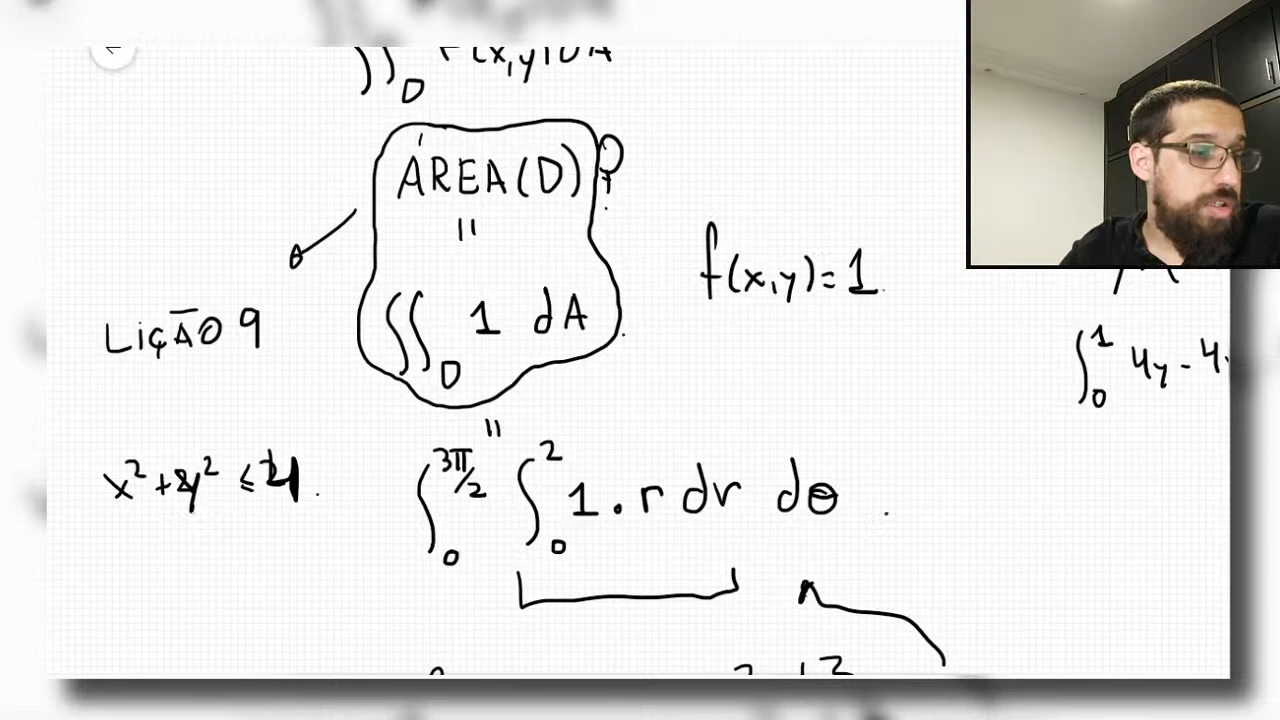 ∬_D f(x,y)dA
ÁREA(D)?
"
f(x,y)=1.
∬_D 1 dA.
LiçÃO 9
∫_0^1 4y - 4
"
x² + y² ≤ 4.
∫_0^{3π/2} ∫_0^2 1 . r dr dθ.